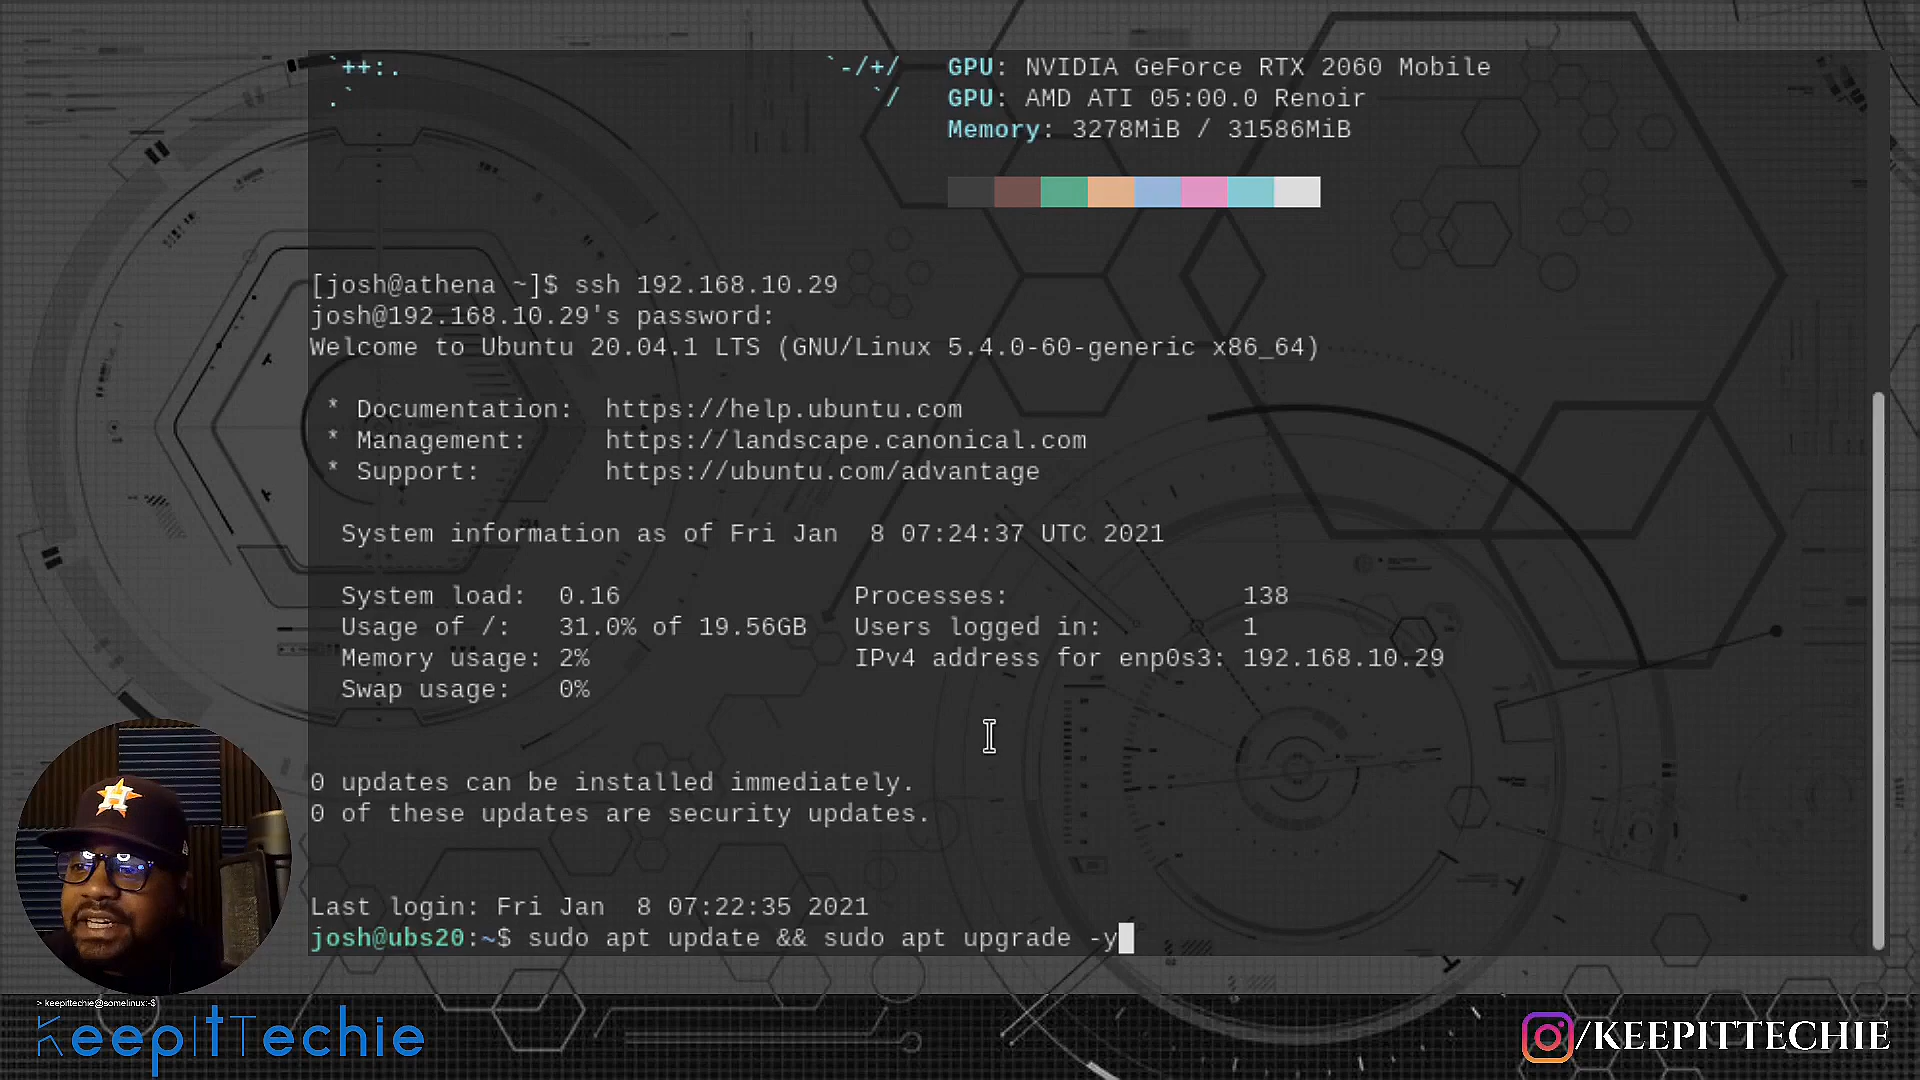 `++:.                           `-/+/   GPU: NVIDIA GeForce RTX 2060 Mobile
.`                                 `/   GPU: AMD ATI 05:00.0 Renoir
Memory: 3278MiB / 31586MiB
[josh@athena ~]$ ssh 192.168.10.29
josh@192.168.10.29's password:
Welcome to Ubuntu 20.04.1 LTS (GNU/Linux 5.4.0-60-generic x86_64)
* Documentation:  https://help.ubuntu.com
* Management:     https://landscape.canonical.com
* Support:        https://ubuntu.com/advantage
System information as of Fri Jan  8 07:24:37 UTC 2021
System load:  0.16               Processes:               138
Usage of /:   31.0% of 19.56GB   Users logged in:         1
Memory usage: 2%                 IPv4 address for enp0s3: 192.168.10.29
Swap usage:   0%
0 updates can be installed immediately.
0 of these updates are security updates.
Last login: Fri Jan  8 07:22:35 2021
josh@ubs20:~$ sudo apt update && sudo apt upgrade -y
> keepittechie@somelinux:~$
KeepItTechie
/KEEPITTECHIE